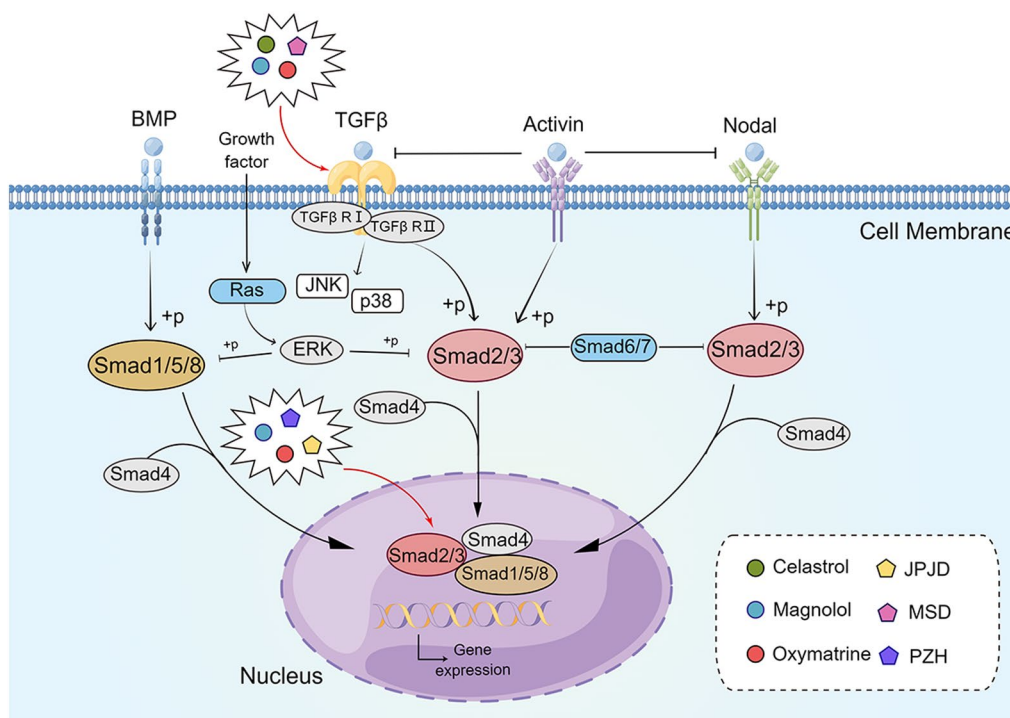 BMP
Growth
factor
TGFβ
Activin
Nodal
TGFβ R I
TGFβ R II
Cell Membrane
Ras
JNK
p38
+p
+p
+p
+p
+p
+p
Smad1/5/8
ERK
Smad2/3
Smad6/7
Smad2/3
Smad4
Smad4
Smad4
Smad2/3
Smad4
Smad1/5/8
Gene
expression
Nucleus
Celastrol
JPJD
Magnolol
MSD
Oxymatrine
PZH